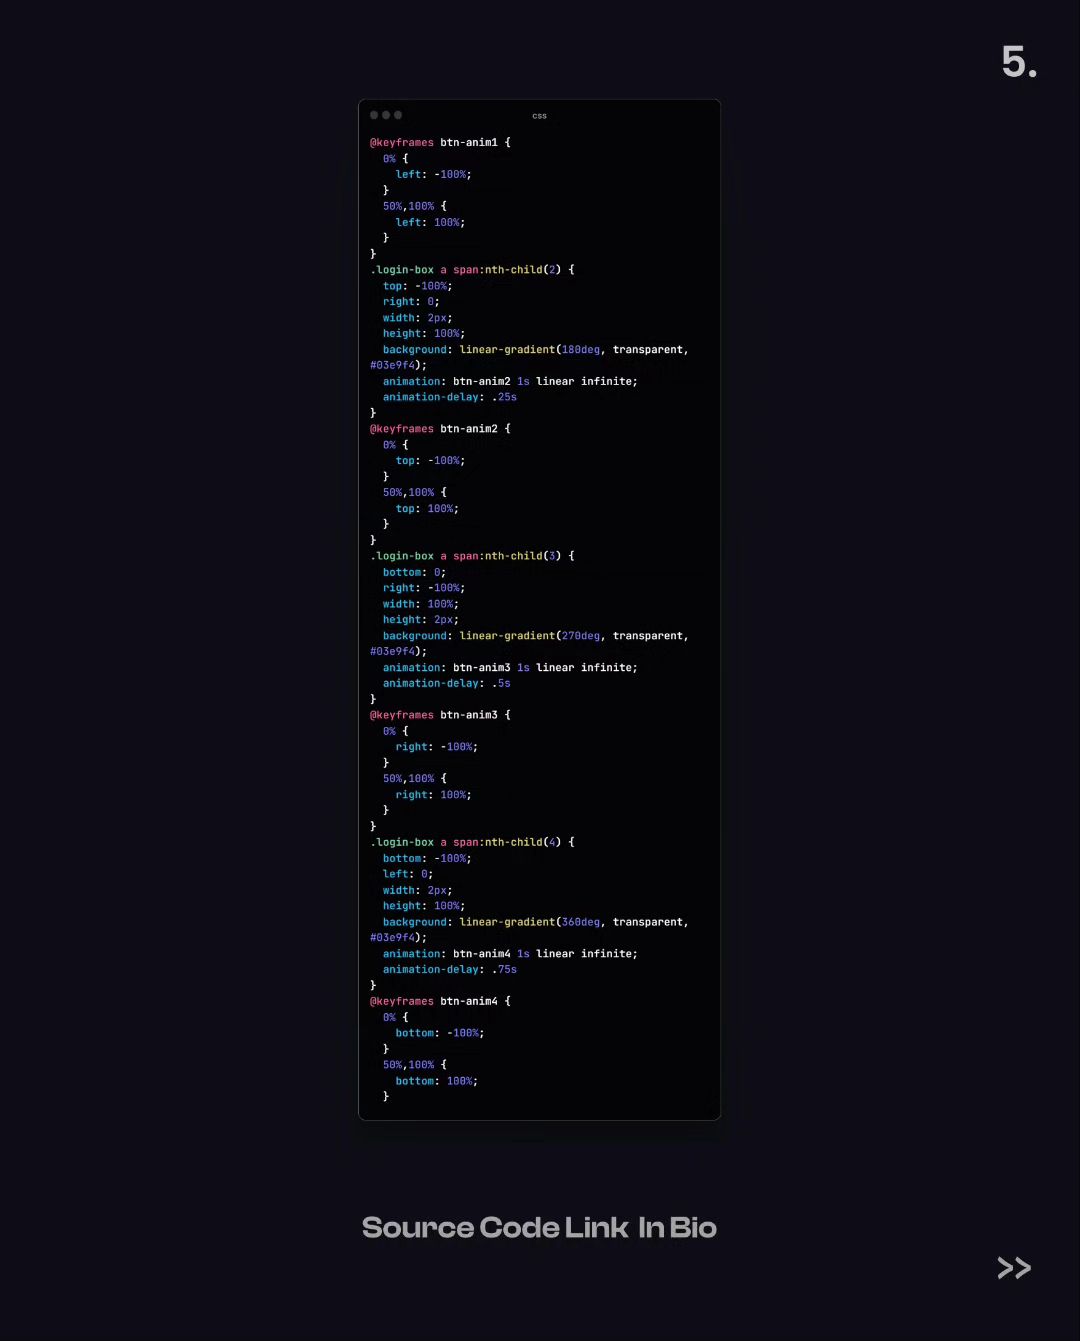 5.
css
@keyframes btn-anim1 {
  0% {
    left: -100%;
  }
  50%,100% {
    left: 100%;
  }
}
.login-box a span:nth-child(2) {
  top: -100%;
  right: 0;
  width: 2px;
  height: 100%;
  background: linear-gradient(180deg, transparent,
#03e9f4);
  animation: btn-anim2 1s linear infinite;
  animation-delay: .25s
}
@keyframes btn-anim2 {
  0% {
    top: -100%;
  }
  50%,100% {
    top: 100%;
  }
}
.login-box a span:nth-child(3) {
  bottom: 0;
  right: -100%;
  width: 100%;
  height: 2px;
  background: linear-gradient(270deg, transparent,
#03e9f4);
  animation: btn-anim3 1s linear infinite;
  animation-delay: .5s
}
@keyframes btn-anim3 {
  0% {
    right: -100%;
  }
  50%,100% {
    right: 100%;
  }
}
.login-box a span:nth-child(4) {
  bottom: -100%;
  left: 0;
  width: 2px;
  height: 100%;
  background: linear-gradient(360deg, transparent,
#03e9f4);
  animation: btn-anim4 1s linear infinite;
  animation-delay: .75s
}
@keyframes btn-anim4 {
  0% {
    bottom: -100%;
  }
  50%,100% {
    bottom: 100%;
  }
Source Code Link In Bio
>>